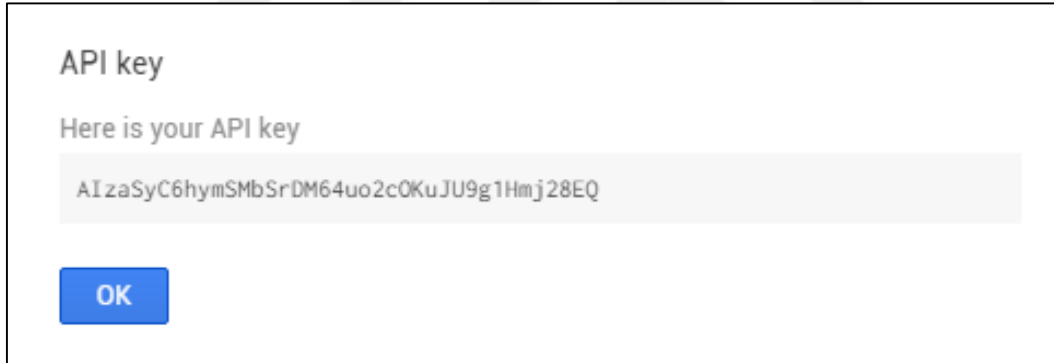 API key
Here is your API key
AIzaSyC6hymSMbSrDM64uo2cOKuJU9g1Hmj28EQ
OK